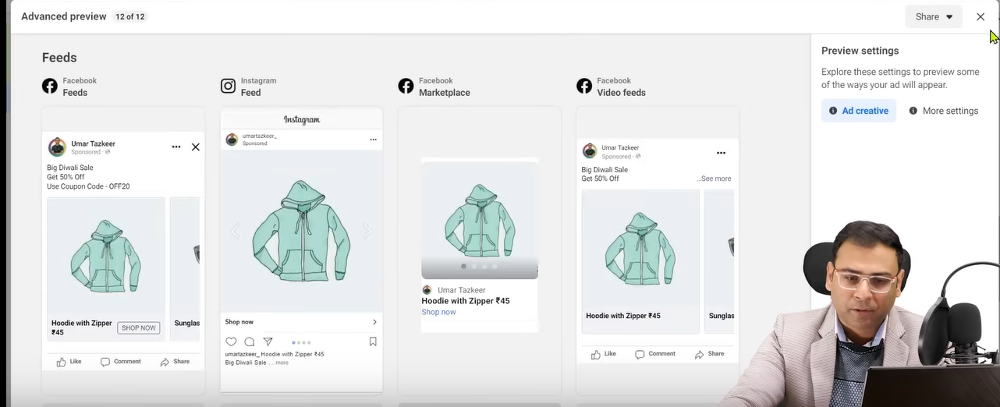 Advanced preview 12 of 12
Share
Feeds
Facebook
Feeds
Umar Tazkeer
Sponsored
Big Diwali Sale
Get 50% Off
Use Coupon Code - OFF20
Hoodie with Zipper
₹45
SHOP NOW
Sunglas
Like Comment Share
Instagram
Feed
Instagram
umartazkeer_
Sponsored
Shop now
umartazkeer_ Hoodie with Zipper ₹45
Big Diwali Sale ... more
Facebook
Marketplace
Umar Tazkeer
Hoodie with Zipper ₹45
Shop now
Facebook
Video feeds
Umar Tazkeer
Sponsored
Big Diwali Sale
Get 50% Off ...See more
Hoodie with Zipper ₹45
Sunglas
Like Comment Share
Preview settings
Explore these settings to preview some
of the ways your ad will appear.
Ad creative More settings